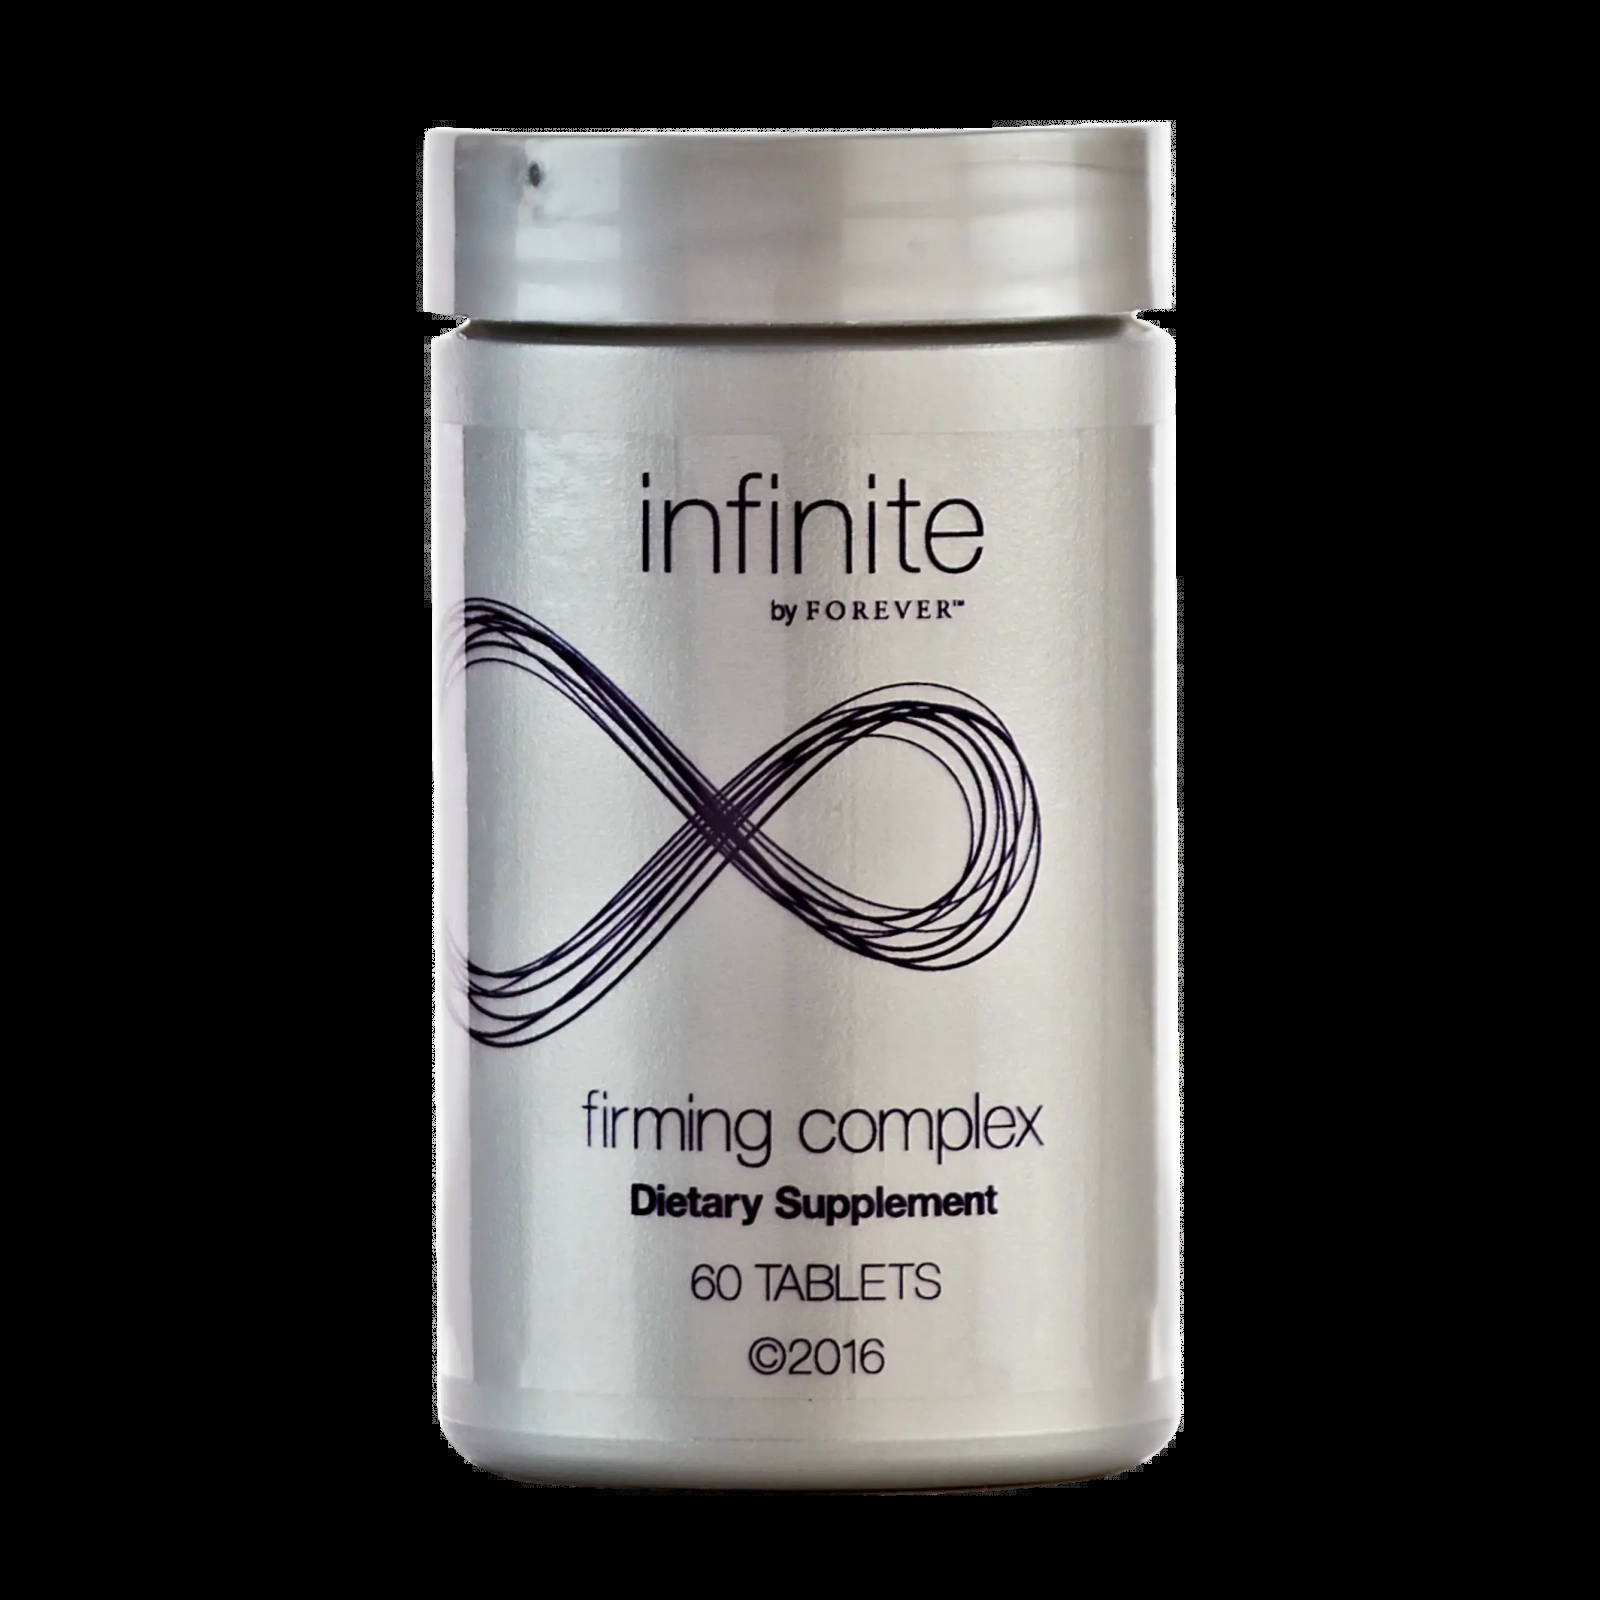 infinite
by FOREVER™
firming complex
Dietary Supplement
60 TABLETS
©2016